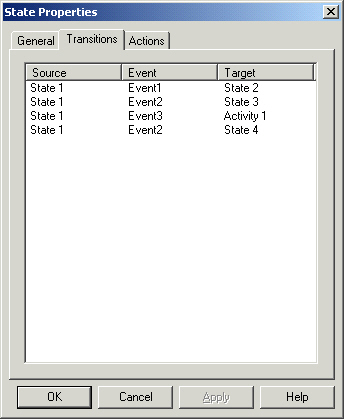 State Properties
General Transitions Actions
Source Event Target
State 1 Event1 State 2
State 1 Event2 State 3
State 1 Event3 Activity 1
State 1 Event2 State 4
OK Cancel Apply Help